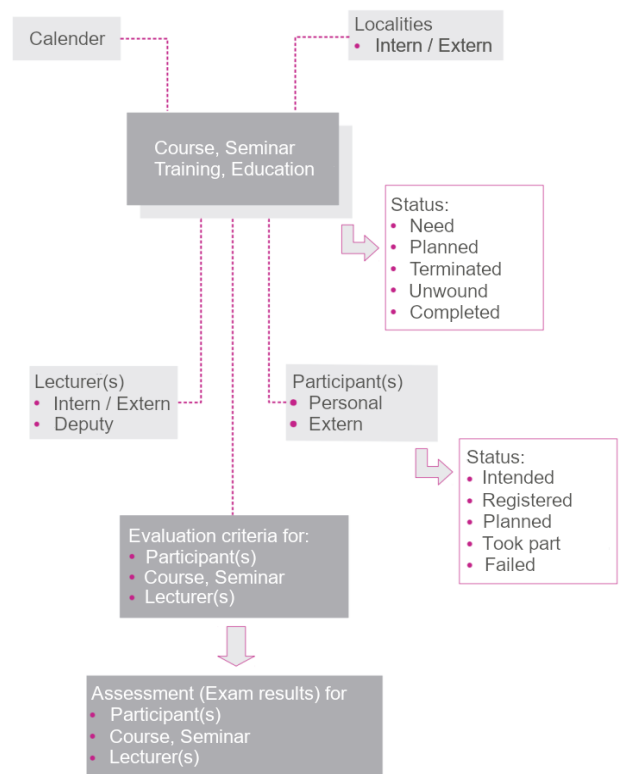 Calender
Localities
• Intern / Extern
Course, Seminar
Training, Education
Status:
• Need
• Planned
• Terminated
• Unwound
• Completed
Lecturer(s)
• Intern / Extern
• Deputy
Participant(s)
• Personal
• Extern
Status:
• Intended
• Registered
• Planned
• Took part
• Failed
Evaluation criteria for:
• Participant(s)
• Course, Seminar
• Lecturer(s)
Assessment (Exam results) for
• Participant(s)
• Course, Seminar
• Lecturer(s)